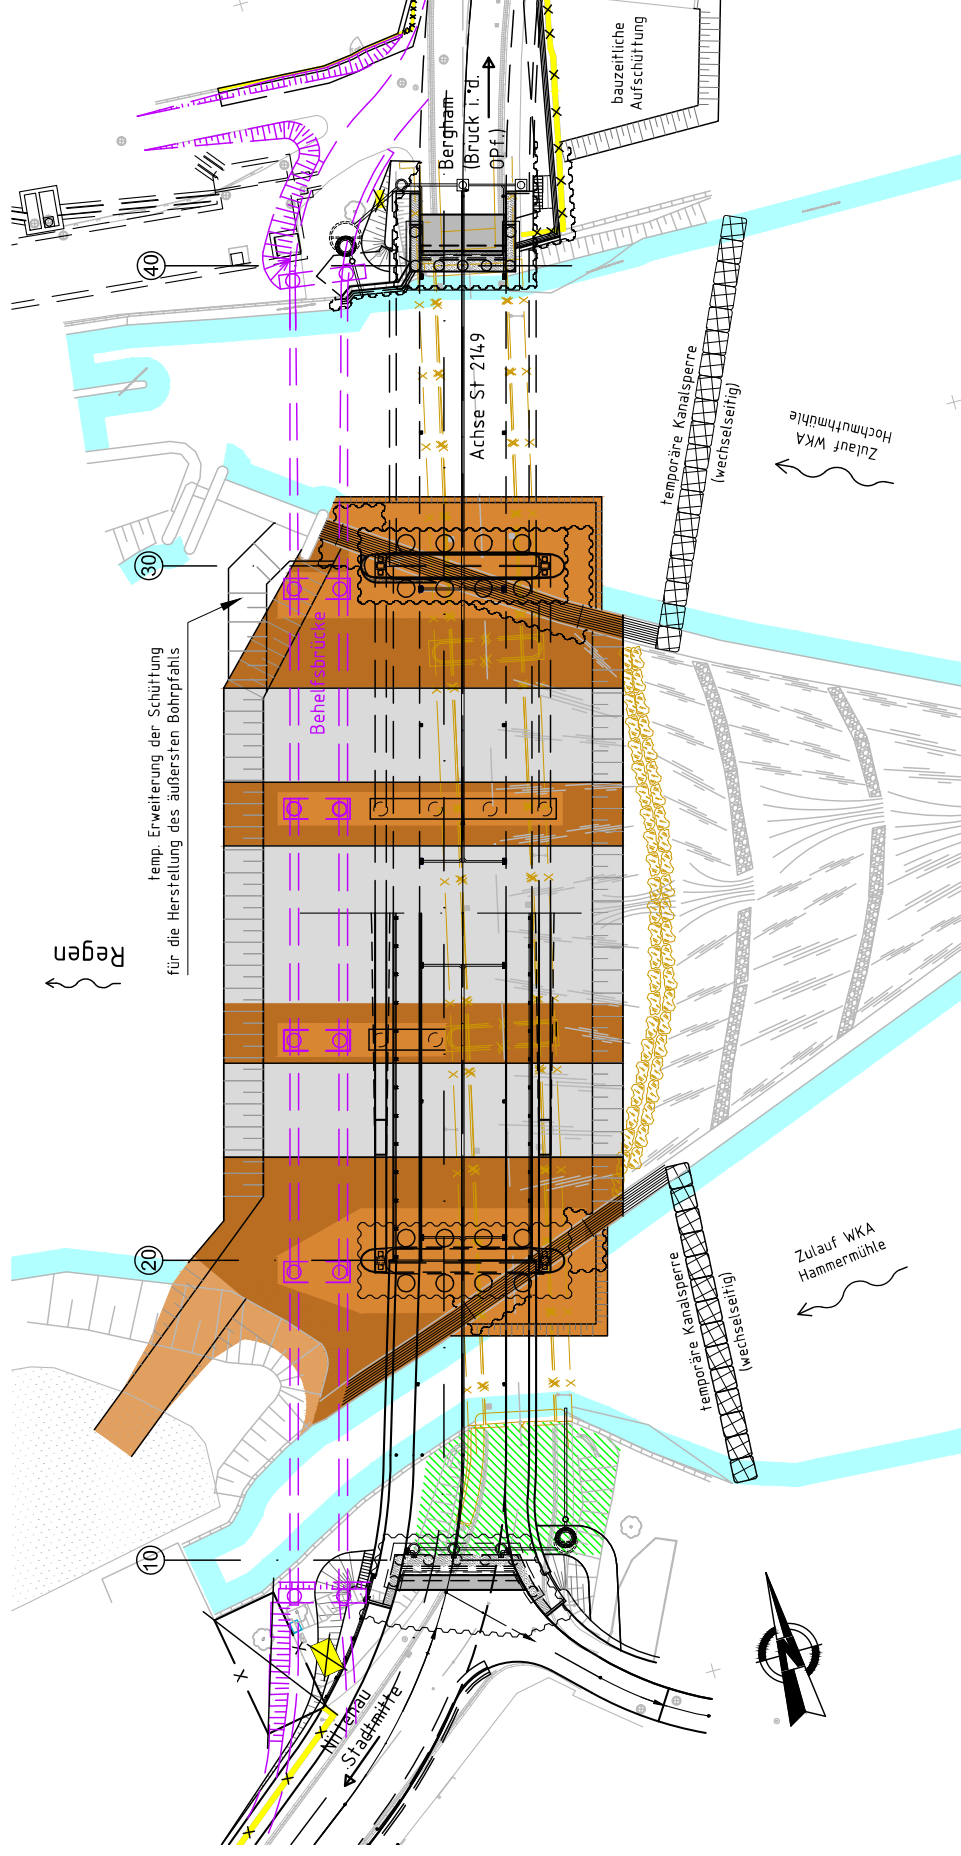 bauzeitliche
Aufschüttung
Bergham
(Bruck i. d.
OPf.)
40
Achse St 2149
temporäre Kanalsperre
(wechselseitig)
Zulauf WKA
Hochmuthmühle
30
temp. Erweiterung der Schüttung
für die Herstellung des äußersten Bohrpfahls
Behelfsbrücke
Regen
20
Zulauf WKA
Hammermühle
temporäre Kanalsperre
(wechselseitig)
10
Nittenau
Stadtmitte